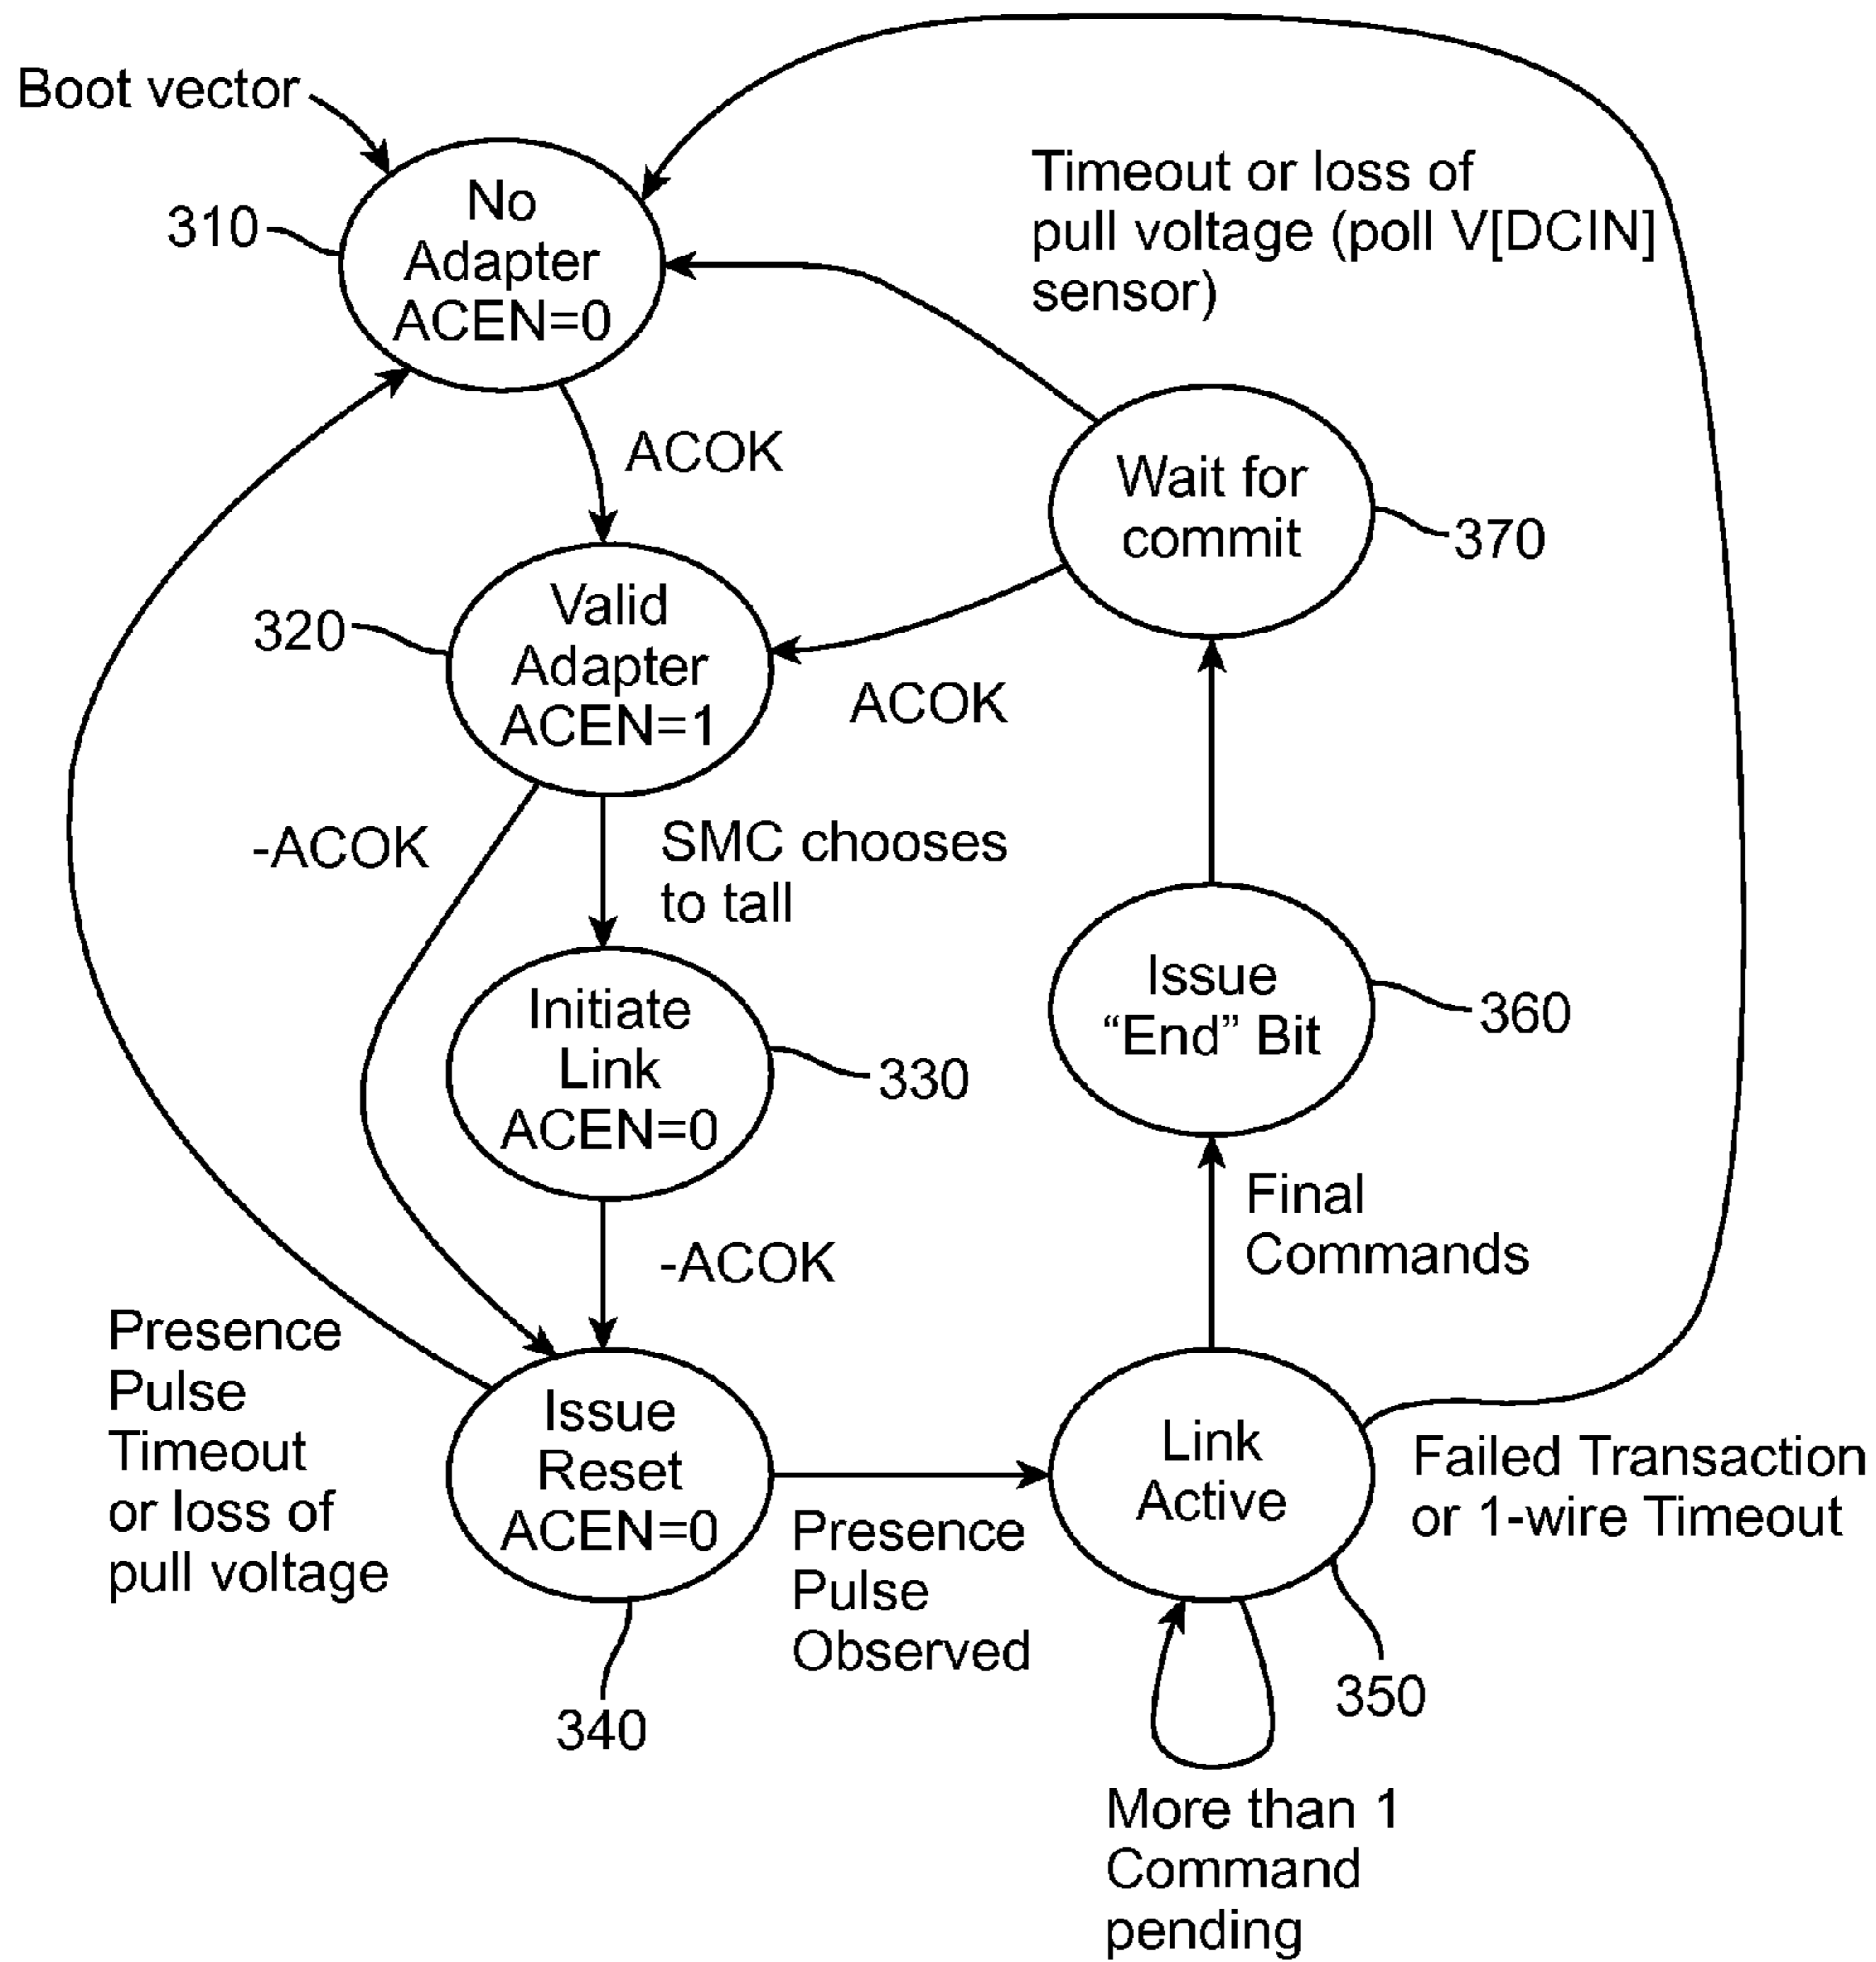 Boot vector
Timeout or loss of
pull voltage (poll V[DCIN]
sensor)
310
No
Adapter
ACEN=0
ACOK
Wait for
commit
370
320
Valid
Adapter
ACEN=1
ACOK
-ACOK
SMC chooses
to tall
Initiate
Link
ACEN=0
330
Issue
“End” Bit
360
Final
Commands
-ACOK
Presence
Pulse
Timeout
or loss of
pull voltage
Issue
Reset
ACEN=0
340
Presence
Pulse
Observed
Link
Active
Failed Transaction
or 1-wire Timeout
350
More than 1
Command
pending